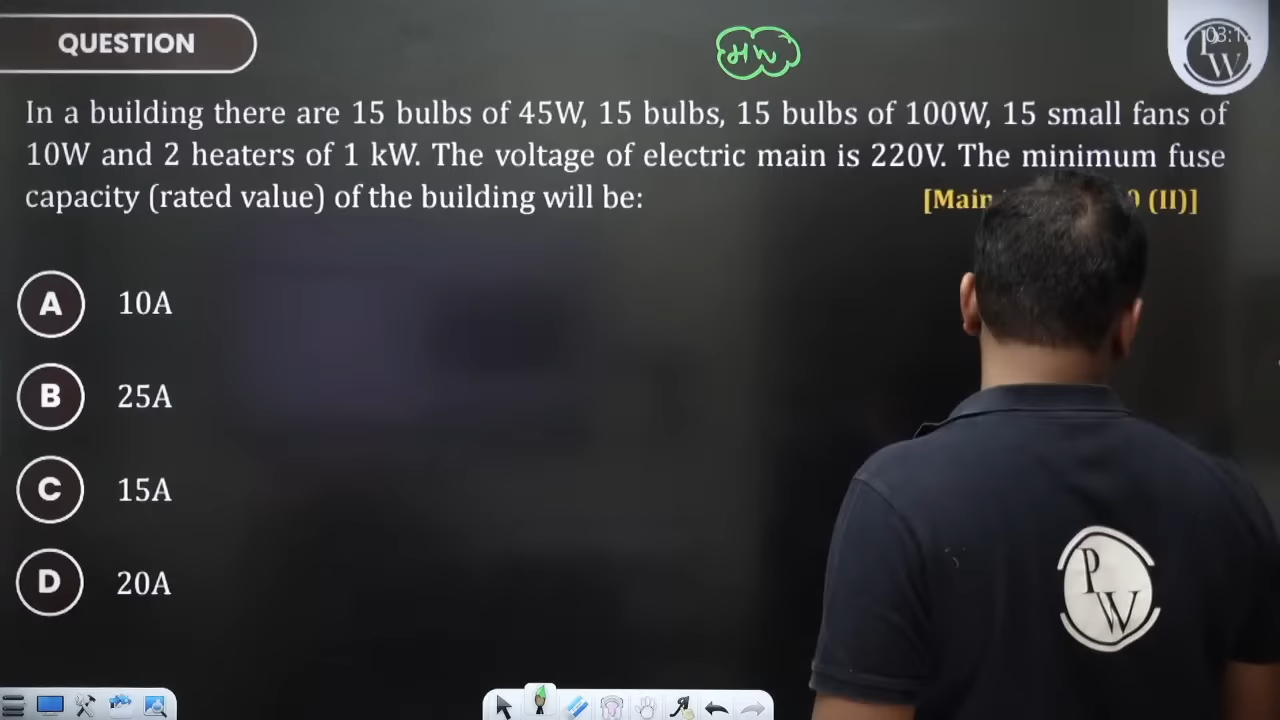 QUESTION
In a building there are 15 bulbs of 45W, 15 bulbs, 15 bulbs of 100W, 15 small fans of
10W and 2 heaters of 1 kW. The voltage of electric main is 220V. The minimum fuse
capacity (rated value) of the building will be:
[Main (II)]
A 10A
B 25A
C 15A
D 20A
P
W